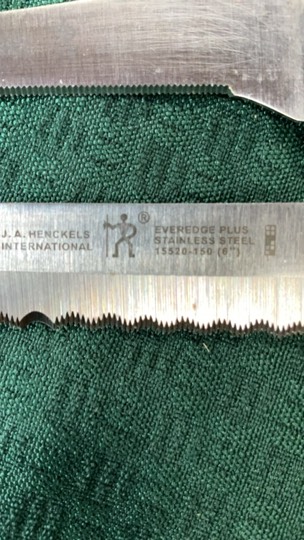 J. A. HENCKELS
INTERNATIONAL
®
EVEREDGE PLUS
STAINLESS STEEL
15520-150 (6")